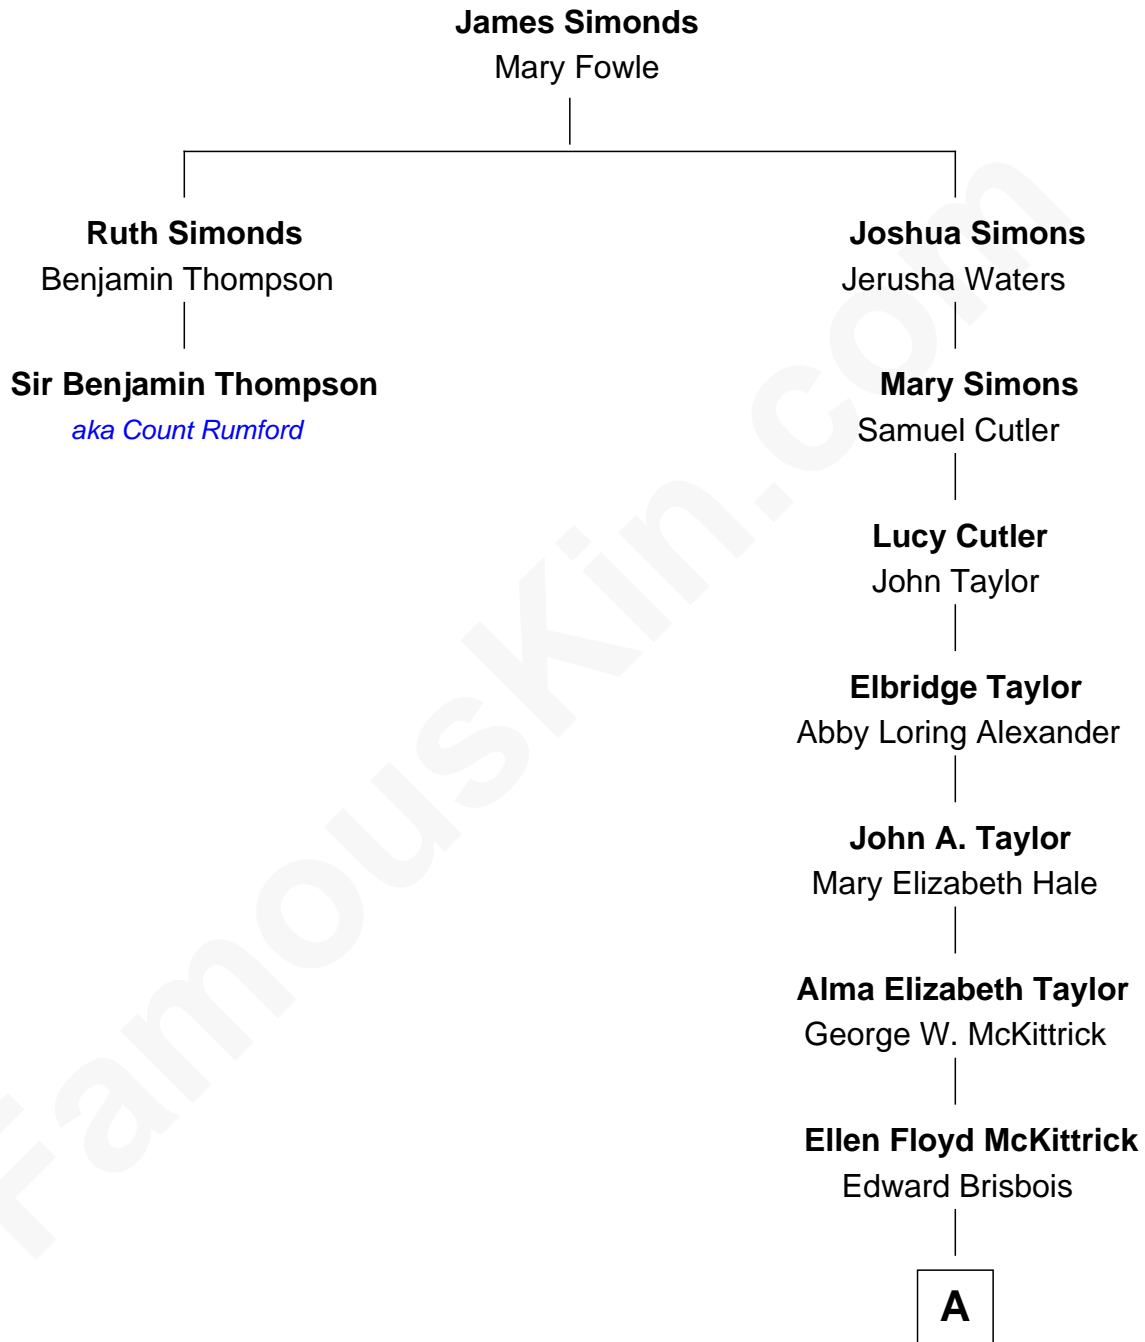 James Simonds
Mary Fowle
Ruth Simonds
Benjamin Thompson
Sir Benjamin Thompson
aka Count Rumford
Joshua Simons
Jerusha Waters
Mary Simons
Samuel Cutler
Lucy Cutler
John Taylor
Elbridge Taylor
Abby Loring Alexander
John A. Taylor
Mary Elizabeth Hale
Alma Elizabeth Taylor
George W. McKittrick
Ellen Floyd McKittrick
Edward Brisbois
A
FamousKin.com